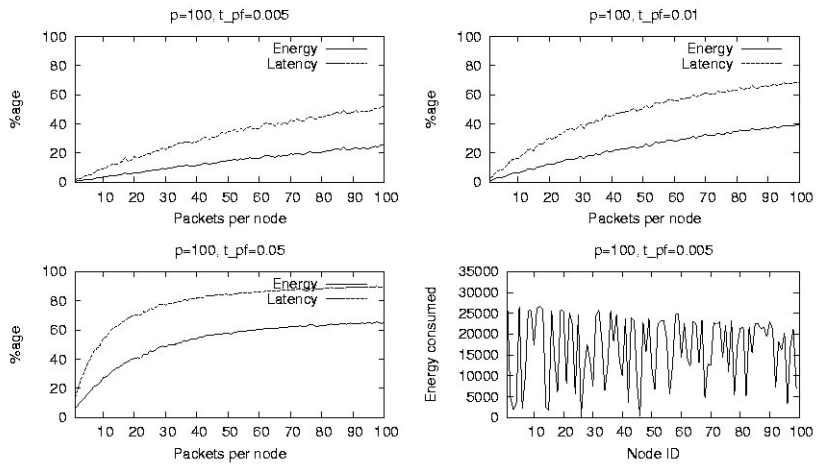 p=100, t_pf=0.005
100
80
60
40
20
0
%age
Energy
Latency
10 20 30 40 50 60 70 80 90 100
Packets per node
p=100, t_pf=0.01
100
80
60
40
20
0
%age
Energy
Latency
10 20 30 40 50 60 70 80 90 100
Packets per node
p=100, t_pf=0.05
100
80
60
40
20
0
%age
Energy
Latency
10 20 30 40 50 60 70 80 90 100
Packets per node
p=100, t_pf=0.005
35000
30000
25000
20000
15000
10000
5000
0
Energy consumed
10 20 30 40 50 60 70 80 90 100
Node ID